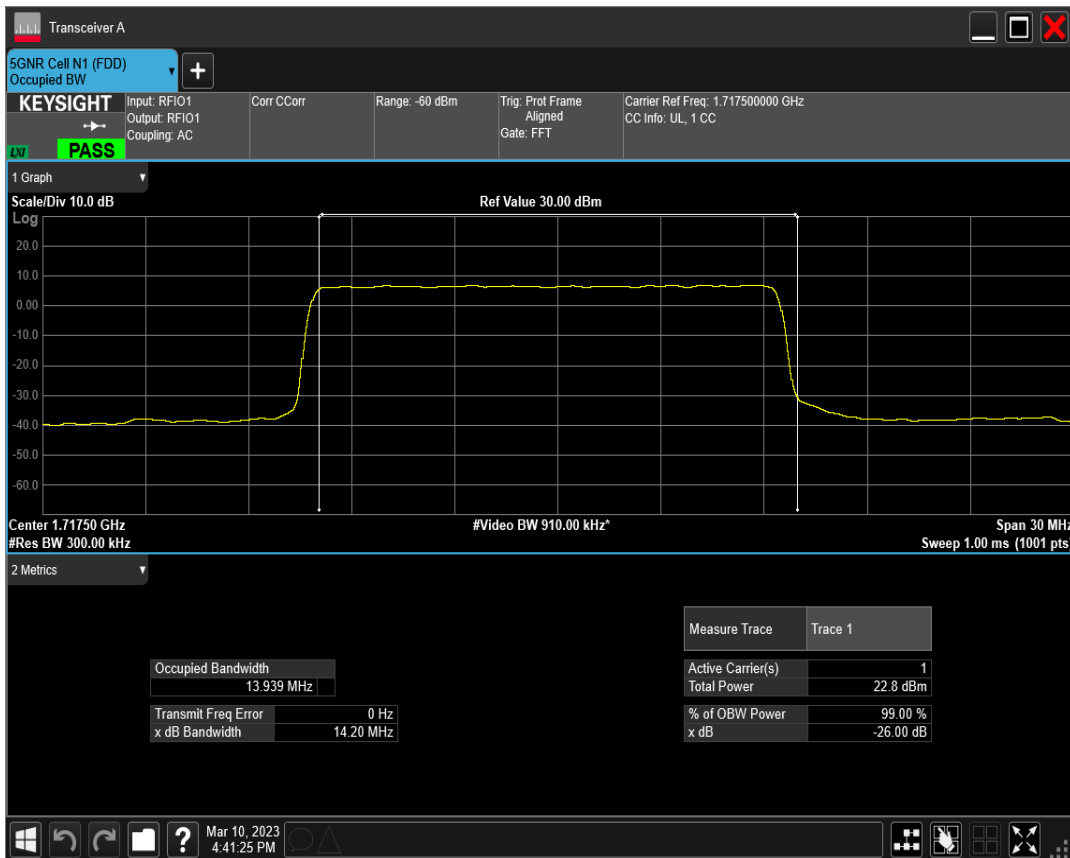 Transceiver A
5GNR Cell N1 (FDD)
Occupied BW
+
KEYSIGHT
LXI
PASS
Input: RFIO1
Output: RFIO1
Coupling: AC
Corr CCorr
Range: -60 dBm
Trig: Prot Frame
Aligned
Gate: FFT
Carrier Ref Freq: 1.717500000 GHz
CC Info: UL, 1 CC
1 Graph
Scale/Div 10.0 dB
Ref Value 30.00 dBm
Log
20.0
10.0
0.00
-10.0
-20.0
-30.0
-40.0
-50.0
-60.0
Center 1.71750 GHz
#Video BW 910.00 kHz*
Span 30 MHz
#Res BW 300.00 kHz
Sweep 1.00 ms (1001 pts)
2 Metrics
Measure Trace Trace 1
Occupied Bandwidth
13.939 MHz
Active Carrier(s) 1
Total Power 22.8 dBm
Transmit Freq Error 0 Hz
x dB Bandwidth 14.20 MHz
% of OBW Power 99.00 %
x dB -26.00 dB
?
Mar 10, 2023
4:41:25 PM